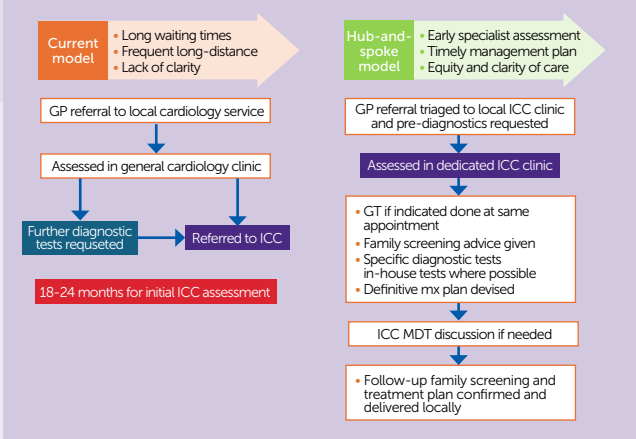 Current
model
• Long waiting times
• Frequent long-distance
• Lack of clarity
GP referral to local cardiology service
Assessed in general cardiology clinic
Further diagnostic
tests requseted
Referred to ICC
18-24 months for initial ICC assessment
Hub-and-
spoke
model
• Early specialist assessment
• Timely management plan
• Equity and clarity of care
GP referral triaged to local ICC clinic
and pre-diagnostics requested
Assessed in dedicated ICC clinic
• GT if indicated done at same
appointment
• Family screening advice given
• Specific diagnostic tests
in-house tests where possible
• Definitive mx plan devised
ICC MDT discussion if needed
• Follow-up family screening and
treatment plan confirmed and
delivered locally